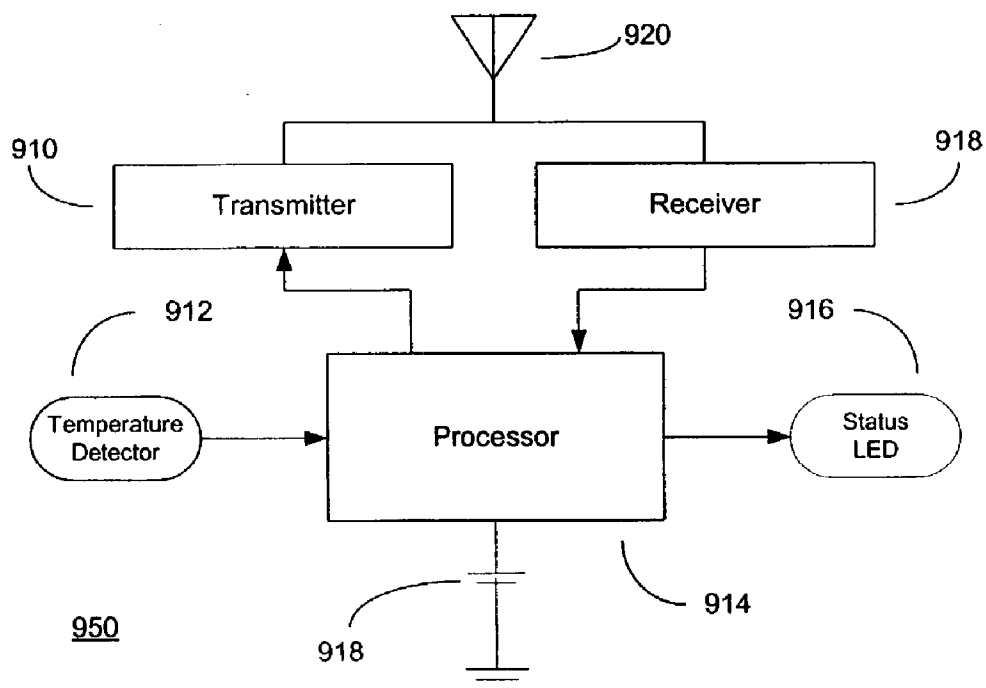 920
910
918
Transmitter
Receiver
912
916
Temperature
Detector
Processor
Status
LED
914
950
918